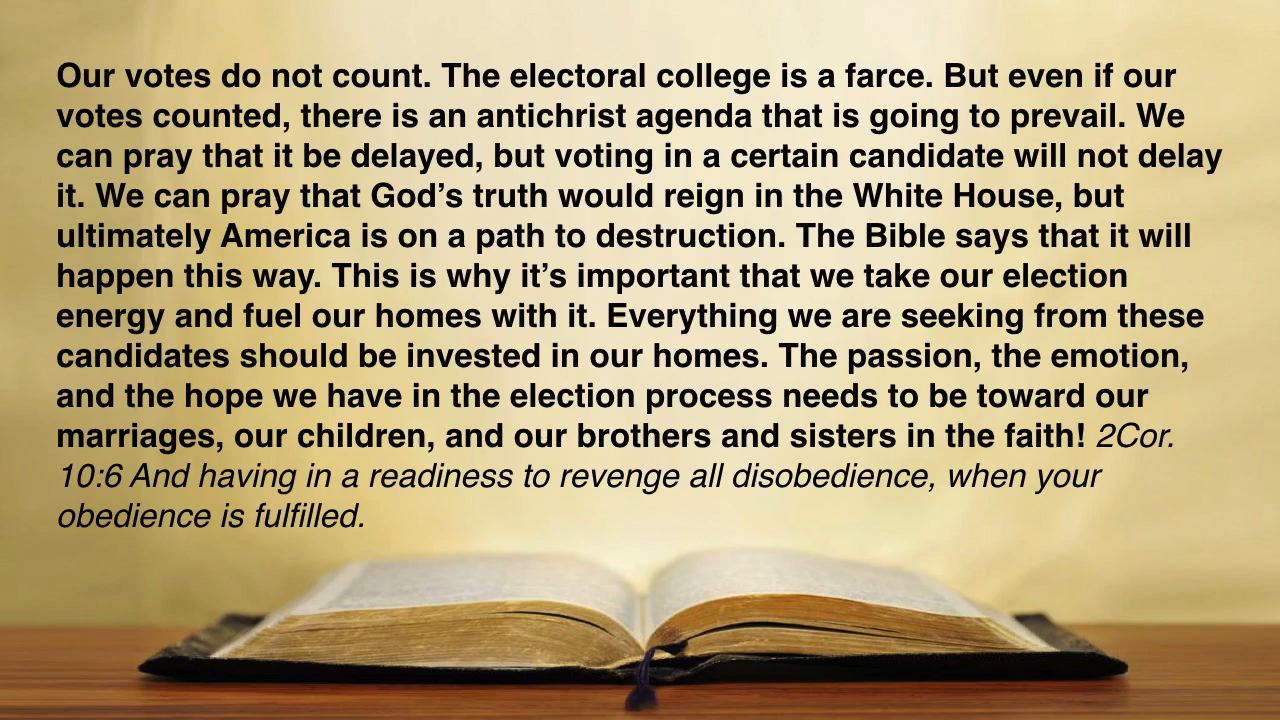 Our votes do not count. The electoral college is a farce. But even if our
votes counted, there is an antichrist agenda that is going to prevail. We
can pray that it be delayed, but voting in a certain candidate will not delay
it. We can pray that God’s truth would reign in the White House, but
ultimately America is on a path to destruction. The Bible says that it will
happen this way. This is why it’s important that we take our election
energy and fuel our homes with it. Everything we are seeking from these
candidates should be invested in our homes. The passion, the emotion,
and the hope we have in the election process needs to be toward our
marriages, our children, and our brothers and sisters in the faith! 2Cor.
10:6 And having in a readiness to revenge all disobedience, when your
obedience is fulfilled.